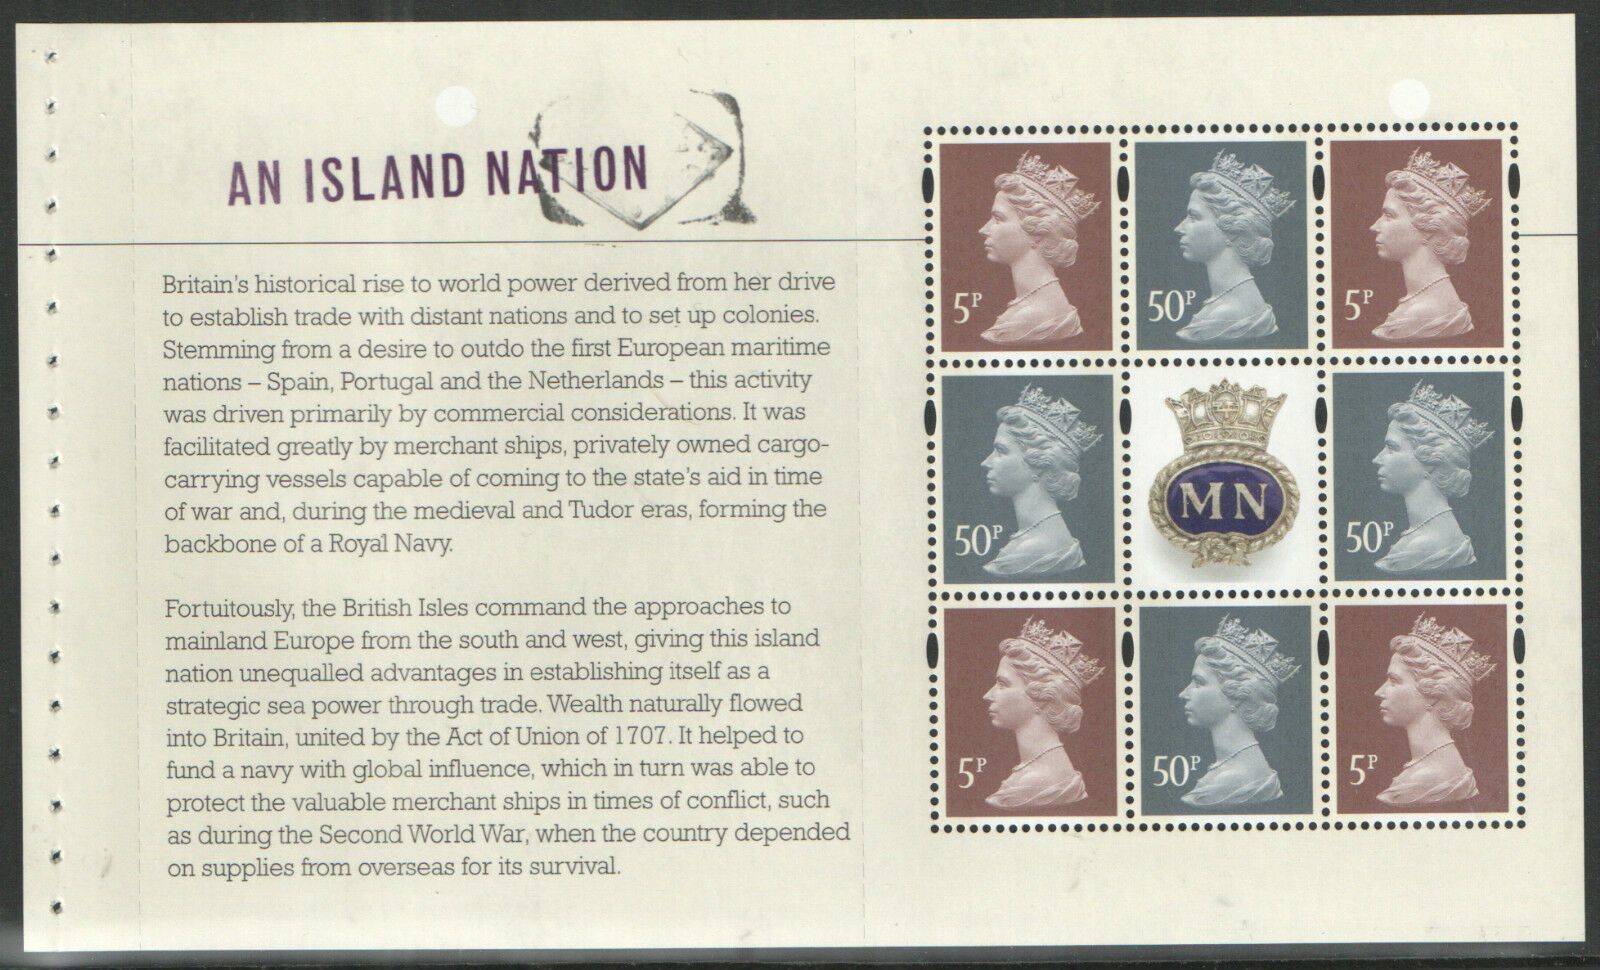 AN ISLAND NATION
Britain's historical rise to world power derived from her drive
to establish trade with distant nations and to set up colonies.
Stemming from a desire to outdo the first European maritime
nations – Spain, Portugal and the Netherlands – this activity
was driven primarily by commercial considerations. It was
facilitated greatly by merchant ships, privately owned cargo-
carrying vessels capable of coming to the state's aid in time
of war and, during the medieval and Tudor eras, forming the
backbone of a Royal Navy.
Fortuitously, the British Isles command the approaches to
mainland Europe from the south and west, giving this island
nation unequalled advantages in establishing itself as a
strategic sea power through trade. Wealth naturally flowed
into Britain, united by the Act of Union of 1707. It helped to
fund a navy with global influence, which in turn was able to
protect the valuable merchant ships in times of conflict, such
as during the Second World War, when the country depended
on supplies from overseas for its survival.
5P 50P 5P
50P MN 50P
5P 50P 5P